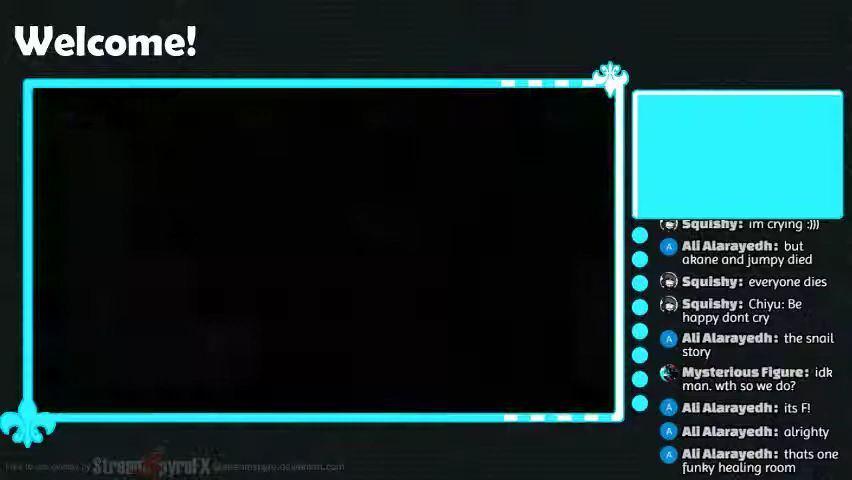 Welcome!
Squishy: im crying :)))
Ali Alarayedh: but
akane and jumpy died
Squishy: everyone dies
Squishy: Chiyu: Be
happy dont cry
Ali Alarayedh: the snail
story
Mysterious Figure: idk
man. wth so we do?
Ali Alarayedh: its F!
Ali Alarayedh: alrighty
Ali Alarayedh: thats one
funky healing room